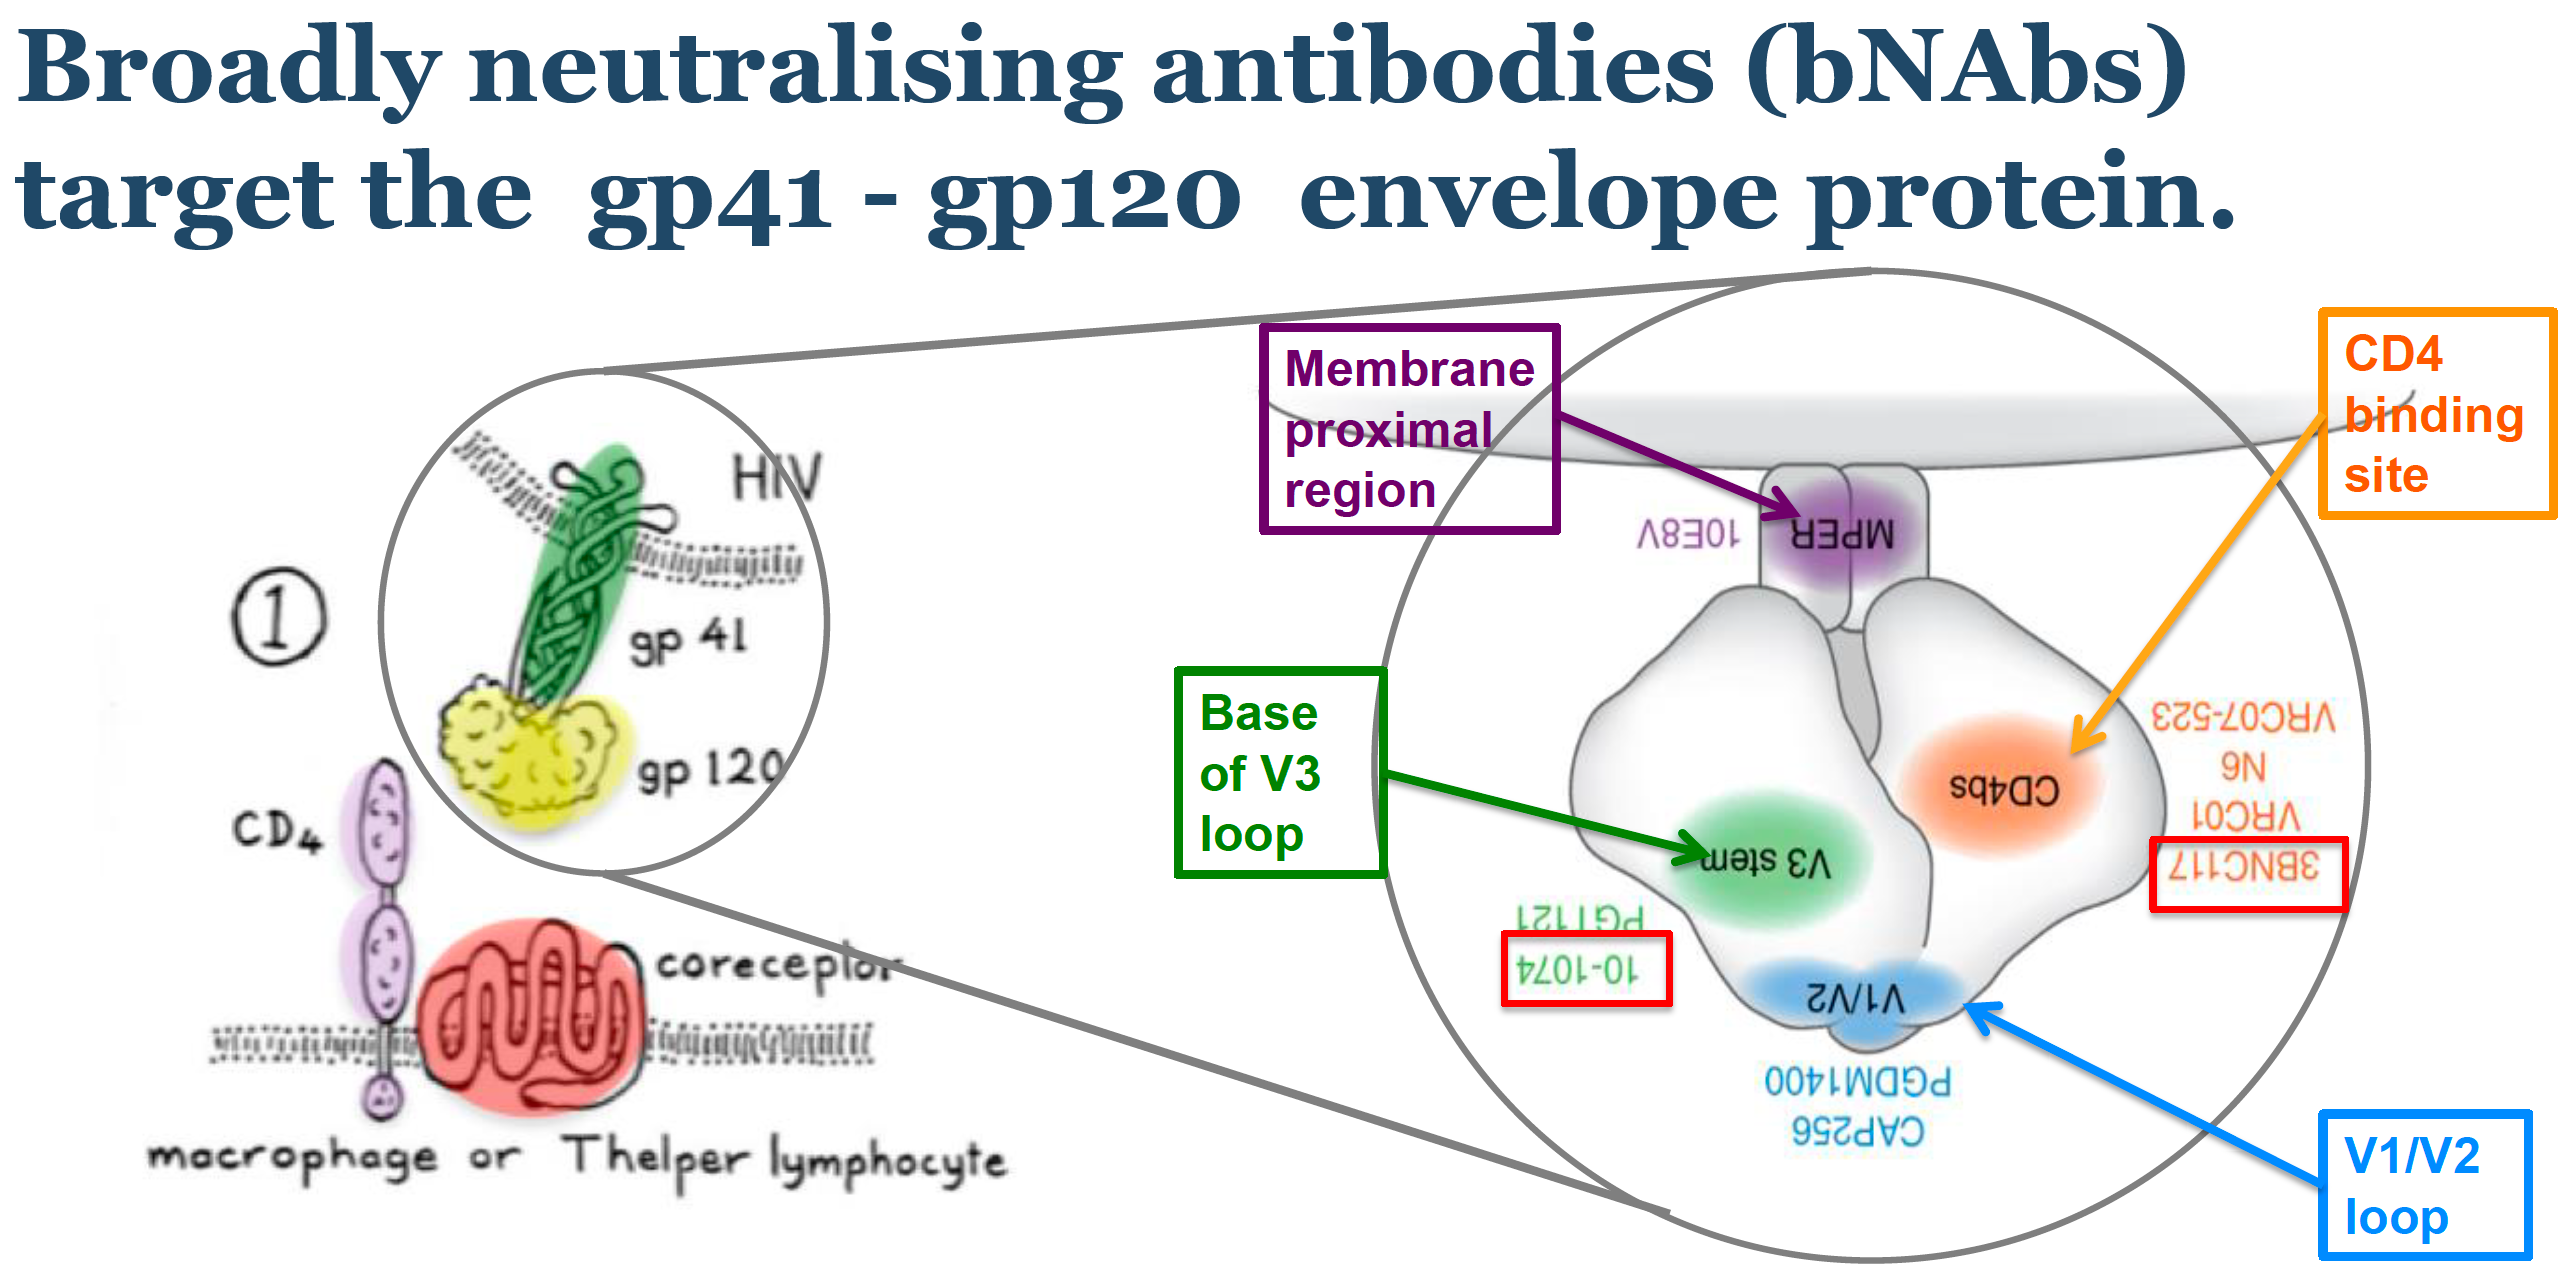 Broadly neutralising antibodies (bNAbs)
target the gp41 - gp120 envelope protein.
1
HIV
gp 41
gp 120
CD4
coreceptor
macrophage or Thelper lymphocyte
Membrane
proximal
region
CD4
binding
site
Base
of V3
loop
V1/V2
loop
MPER
10E8V
CD4bs
VRC07-523
N6
VRC01
3BNC117
V3 stem
PGT121
10-1074
V1/V2
PGDM1400
CAP256